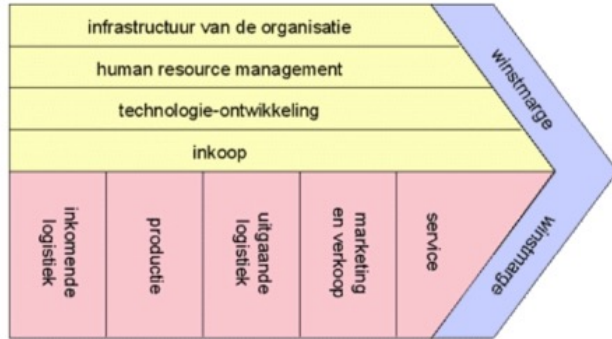 infrastructuur van de organisatie
human resource management
technologie-ontwikkeling
inkoop
winstmarge
inkomende
logistiek
productie
uitgaande
logistiek
marketing
en verkoop
service
winstmarge